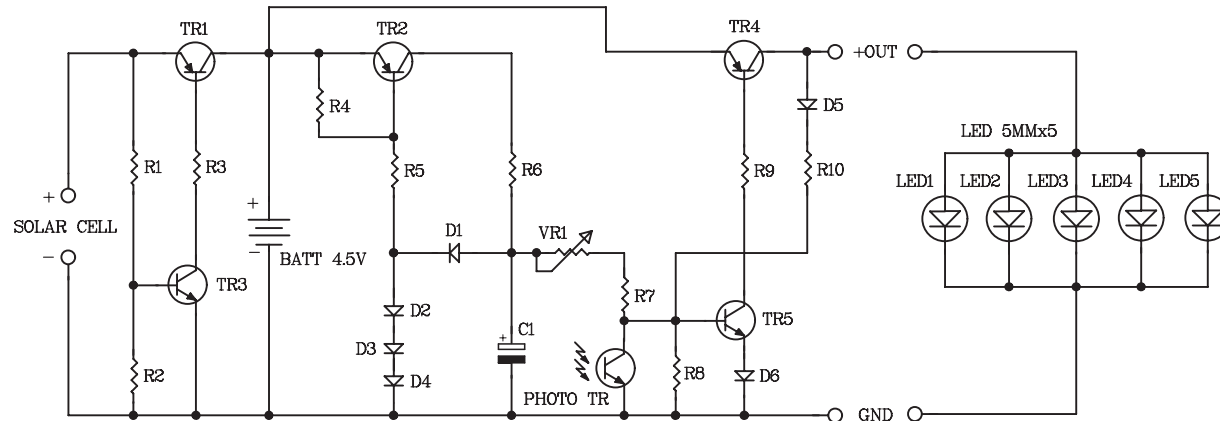 TR1
TR2
TR4
+OUT
R4
D5
LED 5MMx5
R1
R3
R5
R6
R9
R10
LED1
LED2
LED3
LED4
LED5
+
SOLAR CELL
-
+
-
BATT 4.5V
D1
VR1
TR3
R7
D2
+
C1
TR5
D3
R2
D4
PHOTO TR
R8
D6
GND